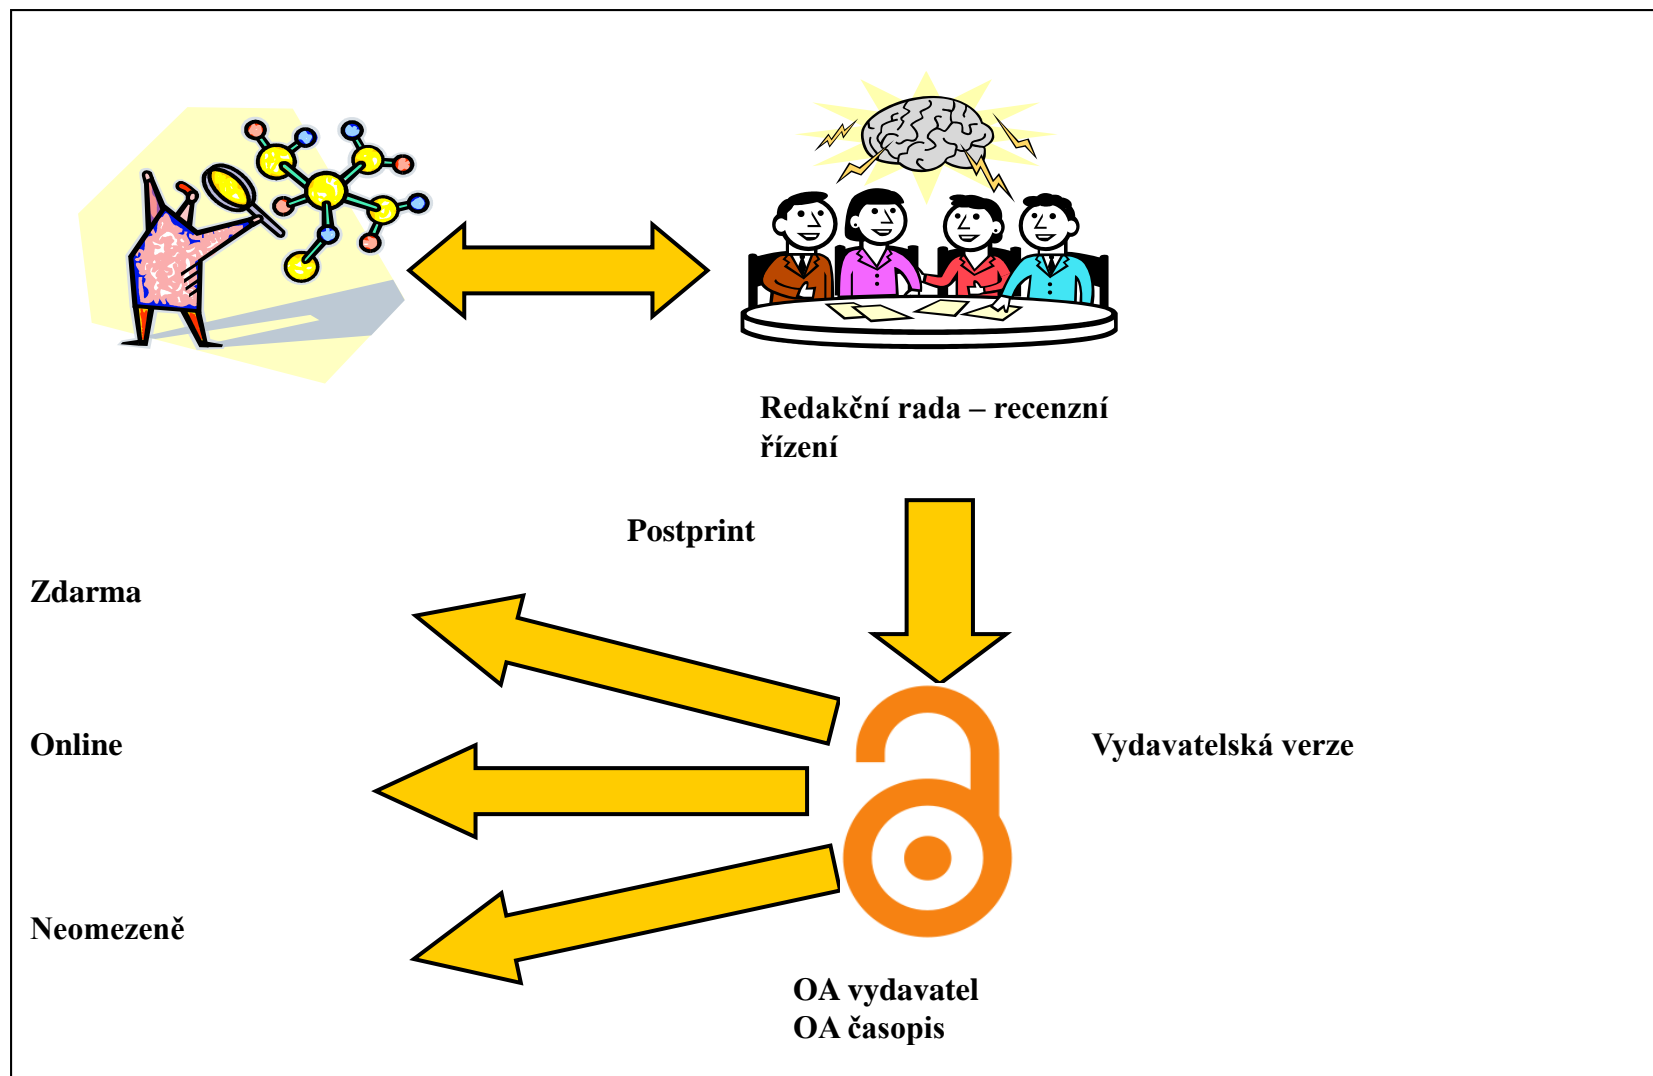 Redakční rada – recenzní
řízení
Postprint
Zdarma
Online
Vydavatelská verze
Neomezeně
OA vydavatel
OA časopis